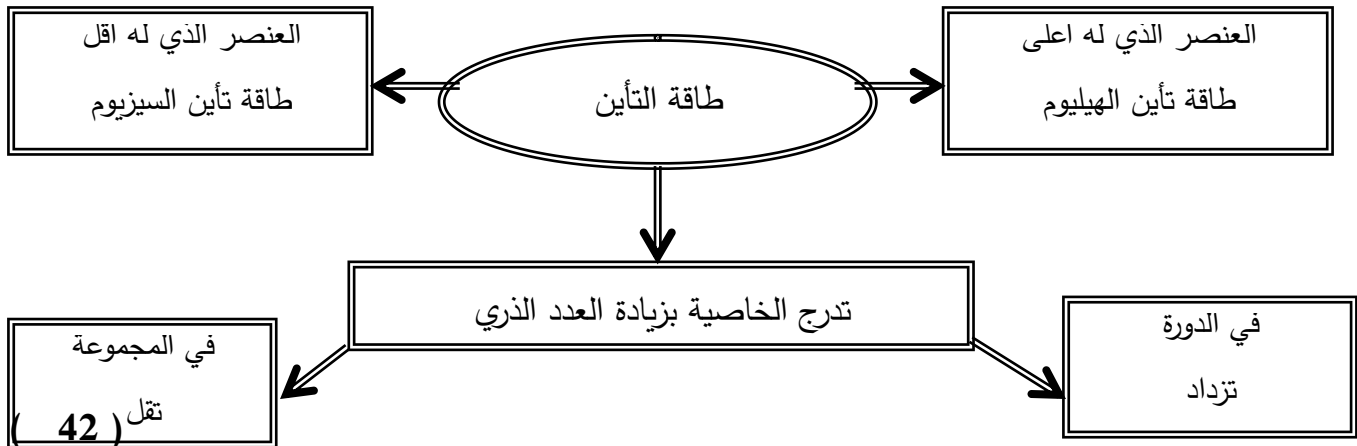 العنصر الذي له اعلى
طاقة تأين الهيليوم
طاقة التأين
العنصر الذي له اقل
طاقة تأين السيزيوم
تدرج الخاصية بزيادة العدد الذري
في الدورة
تزداد
في المجموعة
تقل
( 42 )